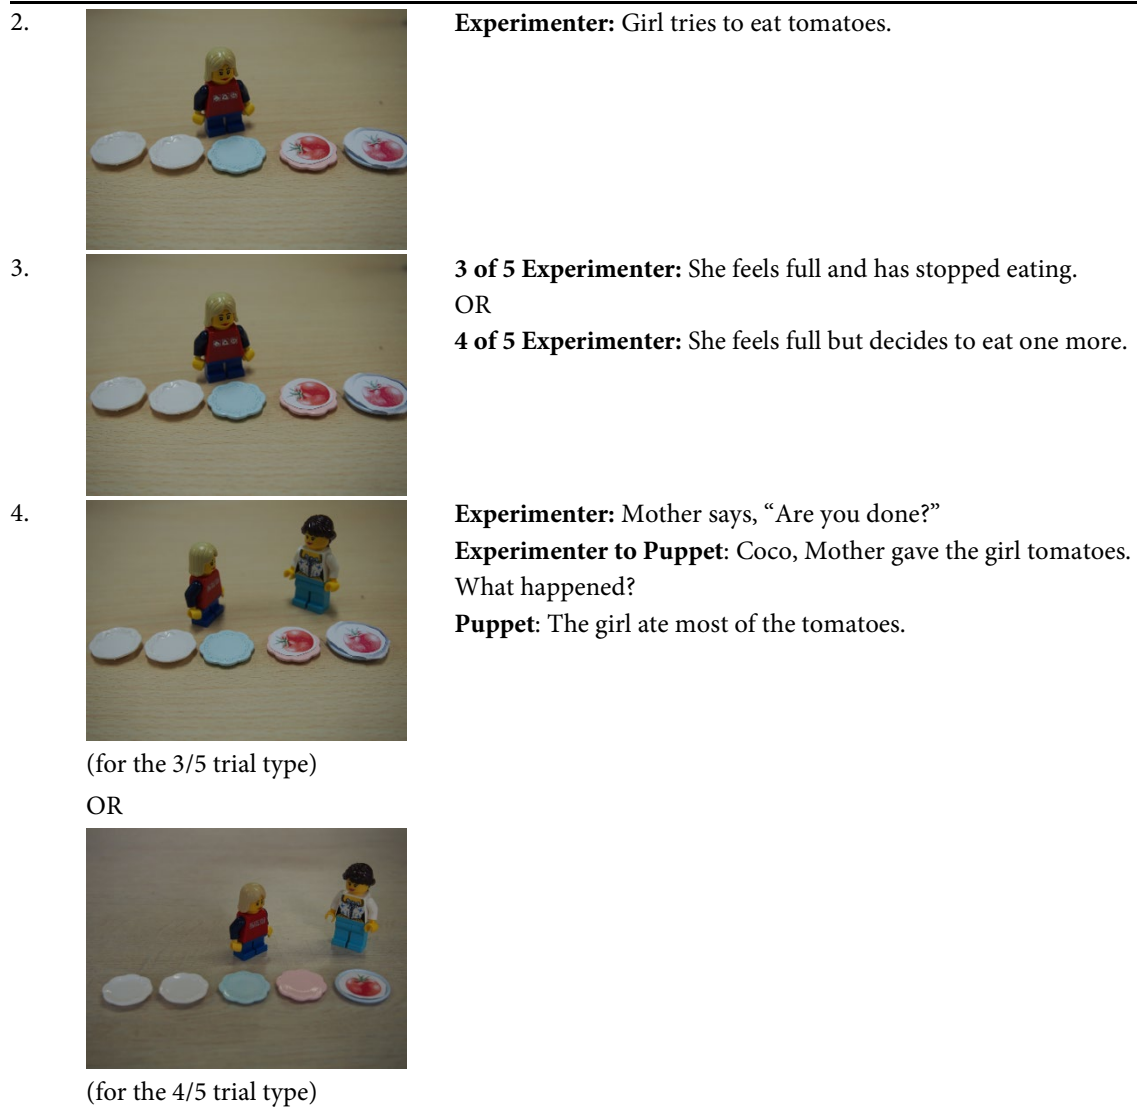 2.
Experimenter: Girl tries to eat tomatoes.
3.
3 of 5 Experimenter: She feels full and has stopped eating.
OR
4 of 5 Experimenter: She feels full but decides to eat one more.
4.
Experimenter: Mother says, “Are you done?”
Experimenter to Puppet: Coco, Mother gave the girl tomatoes.
What happened?
Puppet: The girl ate most of the tomatoes.
(for the 3/5 trial type)
OR
(for the 4/5 trial type)